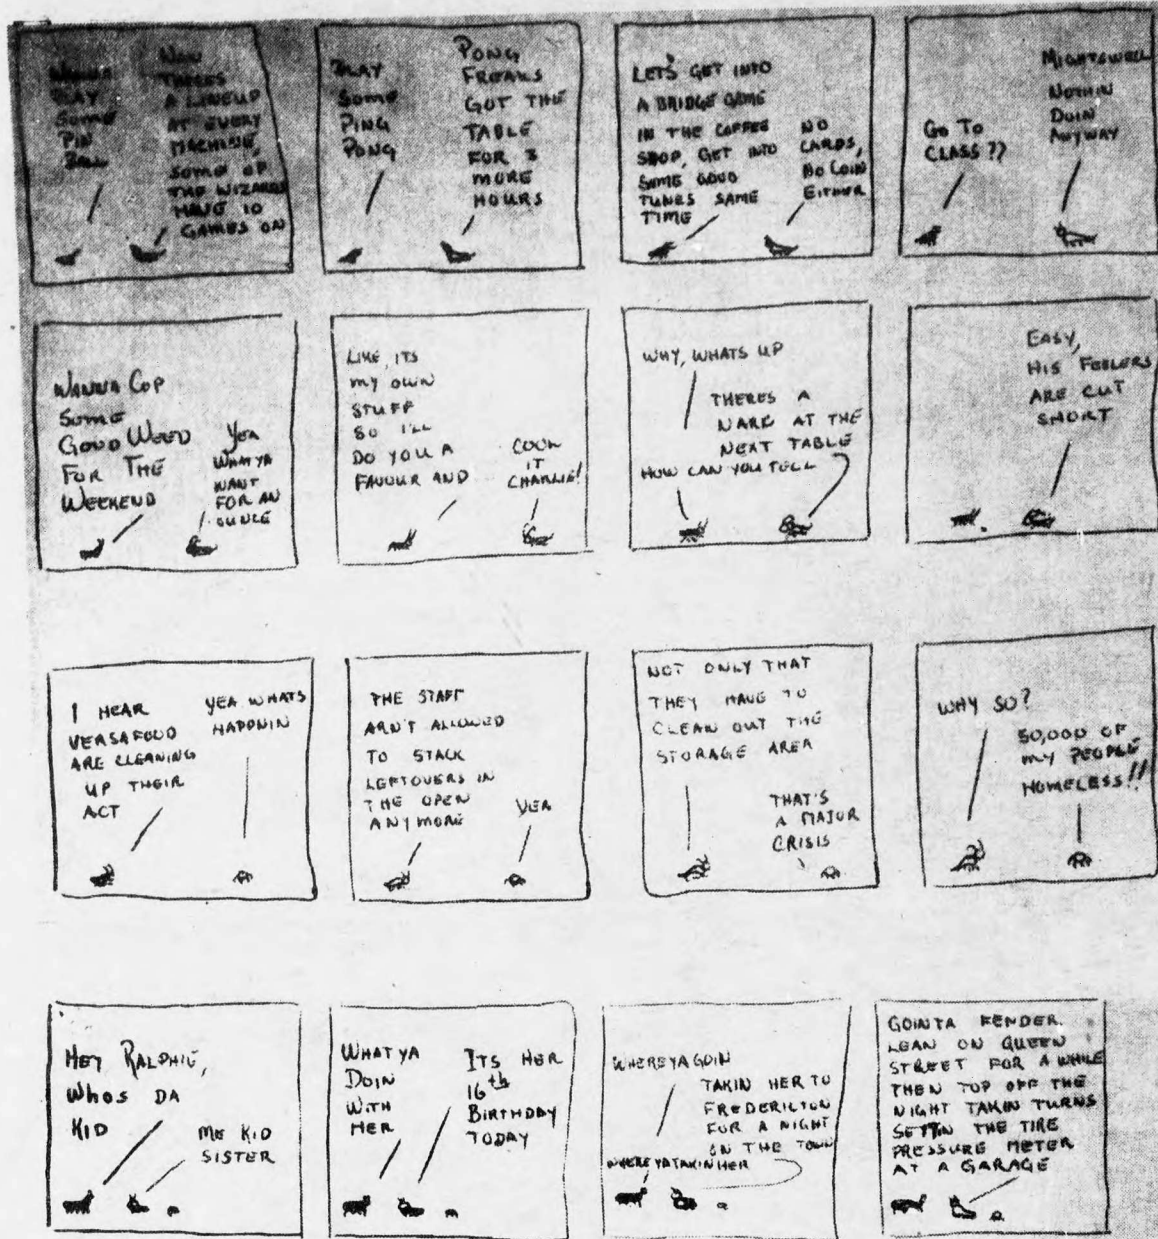 WANNA
PLAY
SOME
PIN
BALL
NAW
THERES
A LINEUP
AT EVERY
MACHINE,
SOME OF
THE WIZARDS
HAVE 10
GAMES ON
PLAY
SOME
PING
PONG
PONG
FREAKS
GOT THE
TABLE
FOR 3
MORE
HOURS
LET'S GET INTO
A BRIDGE GAME
IN THE COFFEE
SHOP, GET INTO
SOME GOOD
TUNES SAME
TIME
NO
CARDS,
NO COIN
EITHER
GO TO
CLASS??
MIGHTSWELL
NOTHIN
DOIN
ANYWAY
WANNA COP
SOME
GOOD WEED
FOR THE
WEEKEND
YEA
WHATYA
WANT
FOR AN
OUNCE
LIKE, ITS
MY OWN
STUFF
SO I'LL
DO YOU A
FAVOUR AND
COOL
IT
CHARLIE!
WHY, WHATS UP
THERES A
NARC AT THE
NEXT TABLE
HOW CAN YOU TELL
EASY,
HIS FEELERS
ARE CUT
SHORT
I HEAR
VERSAFOOD
ARE CLEANING
UP THEIR
ACT
YEA WHATS
HAPPNIN
THE STAFF
ARN'T ALLOWED
TO STACK
LEFTOVERS IN
THE OPEN
ANYMORE
YEA
NOT ONLY THAT
THEY HAVE TO
CLEAN OUT THE
STORAGE AREA
THAT'S
A MAJOR
CRISIS
WHY SO?
50,000 OF
MY PEOPLE
HOMELESS!!
HEY RALPHIE,
WHOS DA
KID
ME KID
SISTER
WHATYA
DOIN
WITH
HER
ITS HER
16th
BIRTHDAY
TODAY
WHEREYAGOIN
TAKIN HER TO
FREDERICTON
FOR A NIGHT
ON THE TOWN
WHEREYATAKINHER
GOINTA FENDER
LEAN ON QUEEN
STREET FOR A WHILE
THEN TOP OFF THE
NIGHT TAKIN TURNS
SETTIN THE TIRE
PRESSURE METER
AT A GARAGE